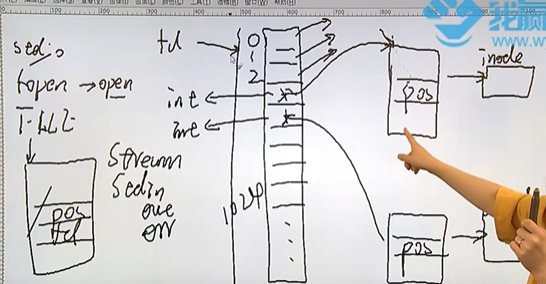 stdio
fopen → open
FILE
pos
fd
stream
stdin
out
err
fd
0
1
2
int
int
1024
*
*
pos
inode
pos